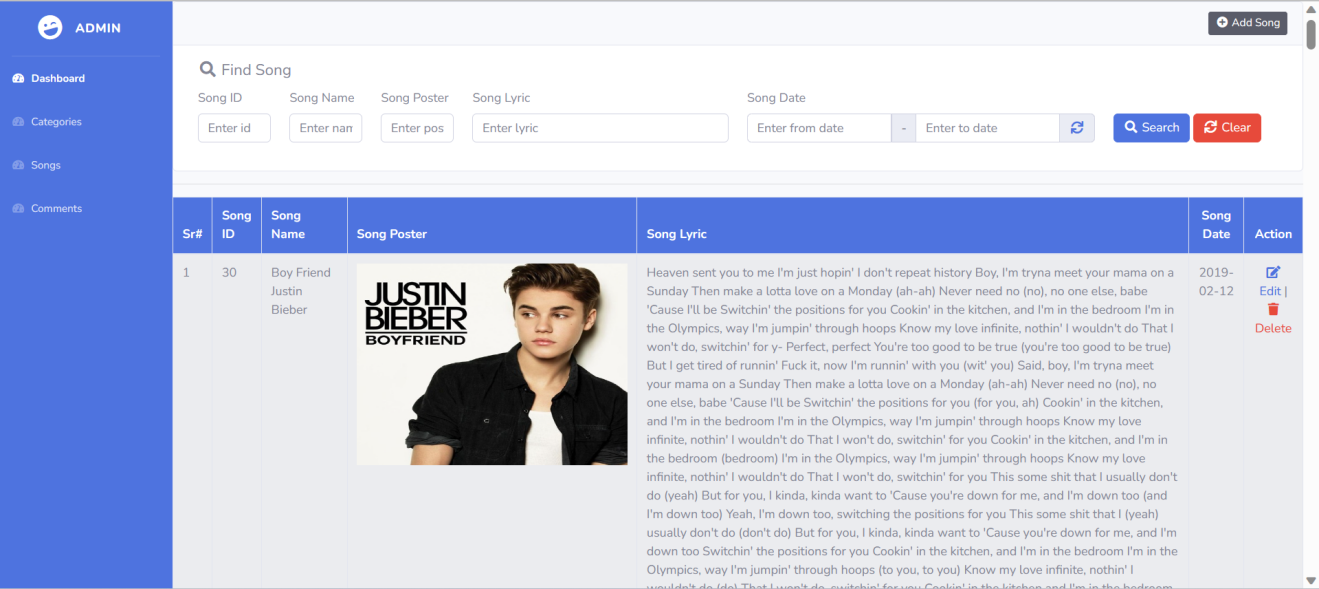 ADMIN
Dashboard
Categories
Songs
Comments
Add Song
Find Song
Song ID
Song Name
Song Poster
Song Lyric
Song Date
Enter id
Enter nam
Enter pos
Enter lyric
Enter from date
-
Enter to date
Search
Clear
Sr#
Song
ID
Song
Name
Song Poster
Song Lyric
Song
Date
Action
1
30
Boy Friend
Justin
Bieber
JUSTIN
BIEBER
BOYFRIEND
Heaven sent you to me I'm just hopin' I don't repeat history Boy, I'm tryna meet your mama on a
Sunday Then make a lotta love on a Monday (ah-ah) Never need no (no), no one else, babe
'Cause I'll be Switchin' the positions for you Cookin' in the kitchen, and I'm in the bedroom I'm in
the Olympics, way I'm jumpin' through hoops Know my love infinite, nothin' I wouldn't do That I
won't do, switchin' for y- Perfect, perfect You're too good to be true (you're too good to be true)
But I get tired of runnin' Fuck it, now I'm runnin' with you (wit' you) Said, boy, I'm tryna meet
your mama on a Sunday Then make a lotta love on a Monday (ah-ah) Never need no (no), no
one else, babe 'Cause I'll be Switchin' the positions for you (for you, ah) Cookin' in the kitchen,
and I'm in the bedroom I'm in the Olympics, way I'm jumpin' through hoops Know my love
infinite, nothin' I wouldn't do That I won't do, switchin' for you Cookin' in the kitchen, and I'm in
the bedroom (bedroom) I'm in the Olympics, way I'm jumpin' through hoops Know my love
infinite, nothin' I wouldn't do That I won't do, switchin' for you This some shit that I usually don't
do (yeah) But for you, I kinda, kinda want to 'Cause you're down for me, and I'm down too (and
I'm down too) Yeah, I'm down too, switching the positions for you This some shit that I (yeah)
usually don't do (don't do) But for you, I kinda, kinda want to 'Cause you're down for me, and I'm
down too Switchin' the positions for you Cookin' in the kitchen, and I'm in the bedroom I'm in the
Olympics, way I'm jumpin' through hoops (to you, to you) Know my love infinite, nothin' I
wouldn't do (do) That I won't do, switchin' for you Cookin' in the kitchen and I'm in the bedroom
2019-
02-12
Edit |
Delete